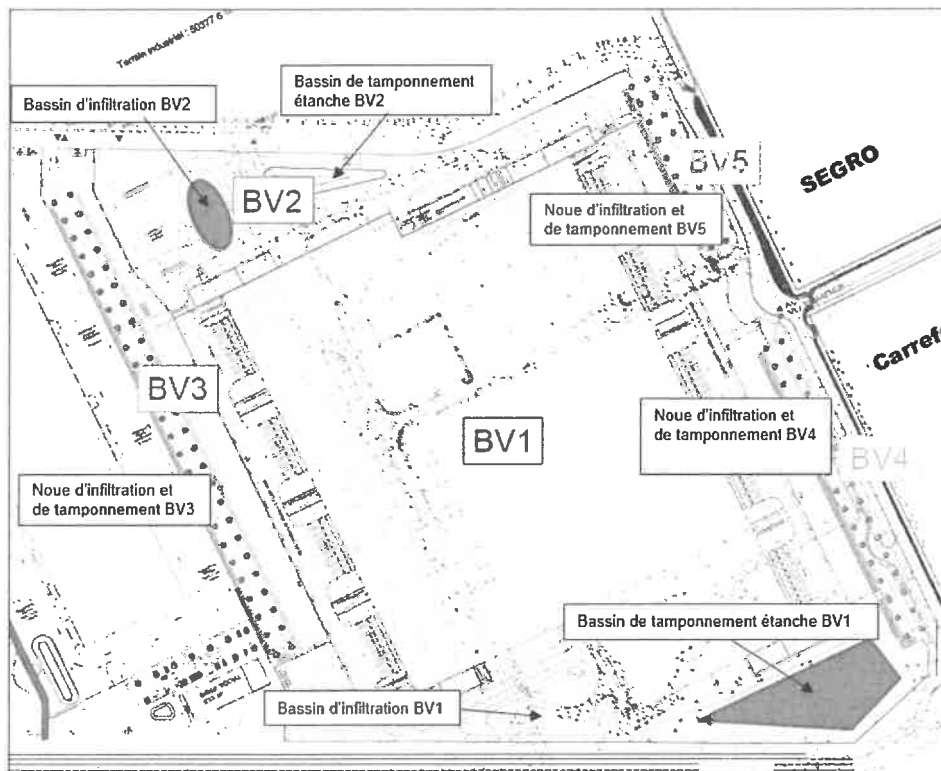 Terrain industriel : 50377
Bassin de tamponnement
étanche BV2
Bassin d'infiltration BV2
BV5
SEGRO
BV2
Noue d'infiltration et
de tamponnement BV5
Carref
BV3
BV1
Noue d'infiltration et
de tamponnement BV4
BV4
Noue d'infiltration et
de tamponnement BV3
Bassin de tamponnement étanche BV1
Bassin d'infiltration BV1